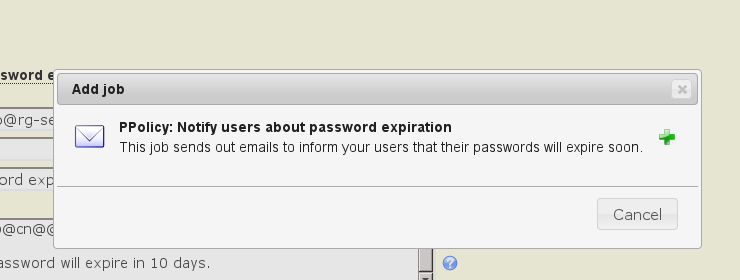 sword e
Add job
@rg-se
PPolicy: Notify users about password expiration
This job sends out emails to inform your users that their passwords will expire soon.
ord exp
Cancel
@cn@@
assword will expire in 10 days.